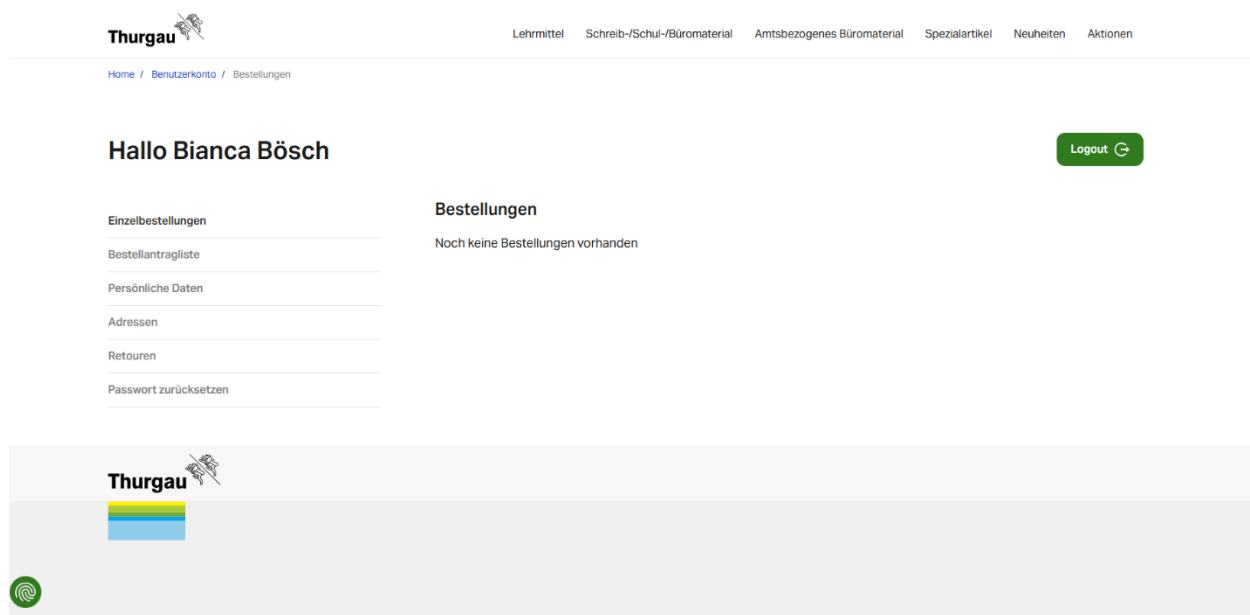 Thurgau
Lehrmittel Schreib-/Schul-/Büromaterial Amtsbezogenes Büromaterial Spezialartikel Neuheiten Aktionen
Home / Benutzerkonto / Bestellungen
Hallo Bianca Bösch
Logout
Einzelbestellungen
Bestellantragliste
Persönliche Daten
Adressen
Retouren
Passwort zurücksetzen
Bestellungen
Noch keine Bestellungen vorhanden
Thurgau